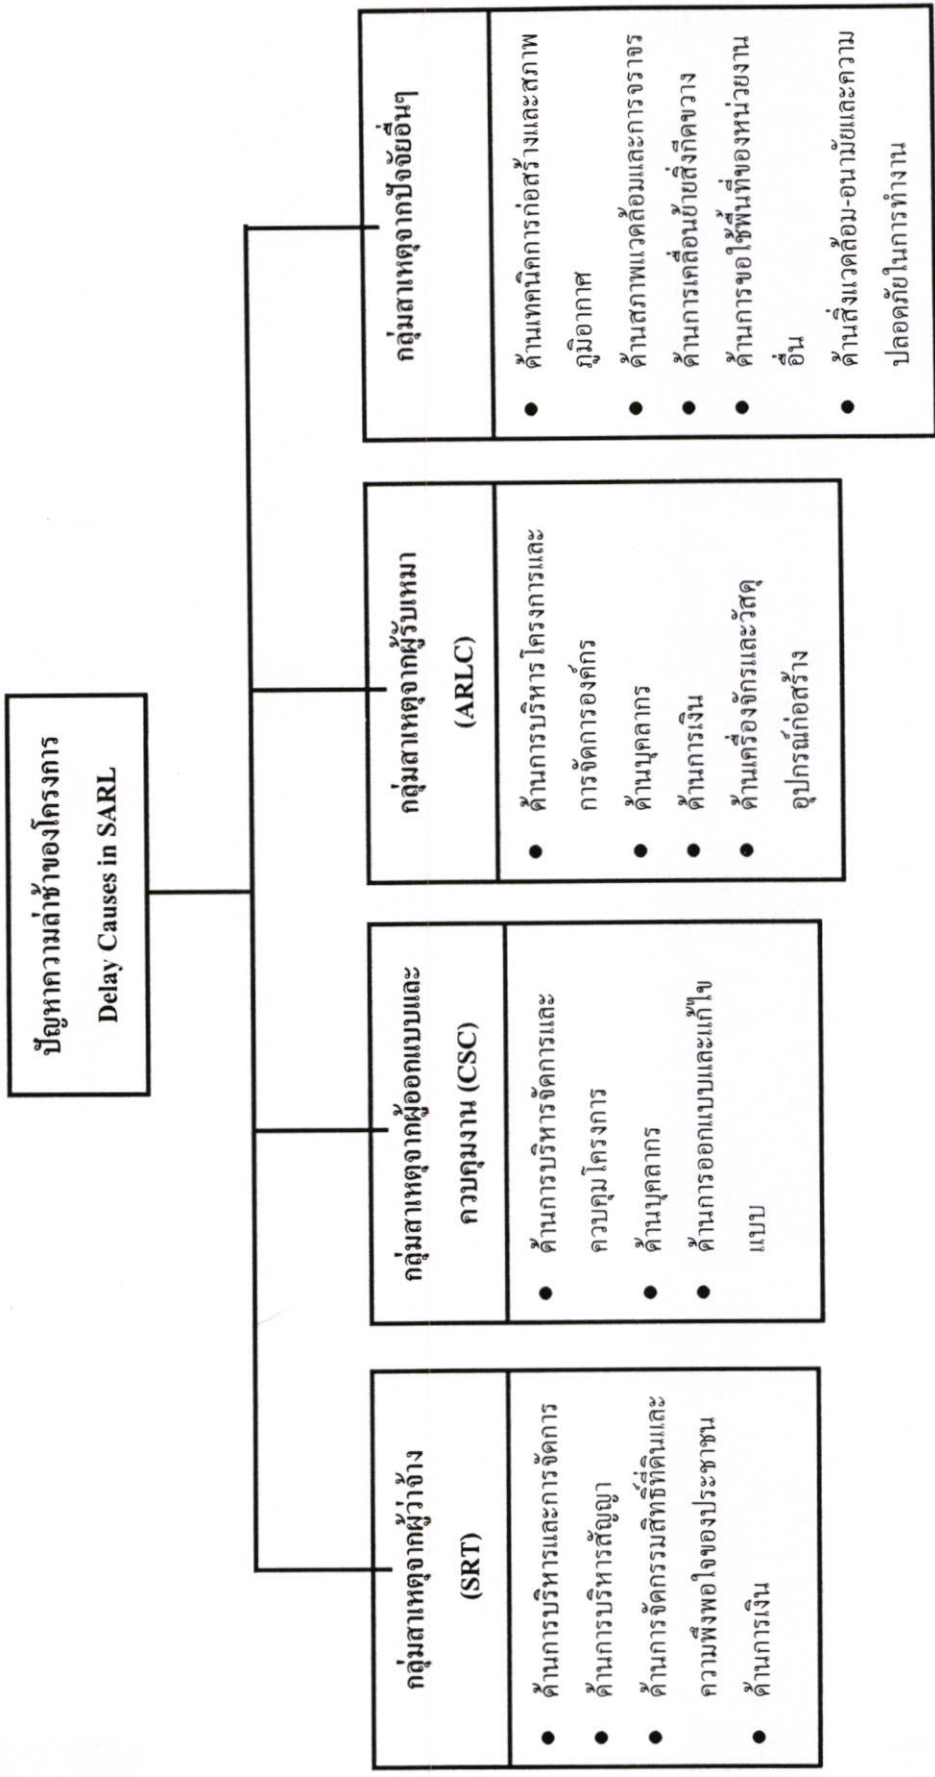 ปัญหาความล่าช้าของโครงการ
Delay Causes in SARL
กลุ่มสาเหตุจากผู้ว่าจ้าง
(SRT)
● ด้านการบริหารและการจัดการ
● ด้านการบริหารสัญญา
● ด้านการจัดกรรมสิทธิ์ที่ดินและ
ความพึงพอใจของประชาชน
● ด้านการเงิน
กลุ่มสาเหตุจากผู้ออกแบบและ
ควบคุมงาน (CSC)
● ด้านการบริหารจัดการและ
ควบคุมโครงการ
● ด้านบุคลากร
● ด้านการออกแบบและแก้ไข
แบบ
กลุ่มสาเหตุจากผู้รับเหมา
(ARLC)
● ด้านการบริหารโครงการและ
การจัดการองค์กร
● ด้านบุคลากร
● ด้านการเงิน
● ด้านเครื่องจักรและวัสดุ
อุปกรณ์ก่อสร้าง
กลุ่มสาเหตุจากปัจจัยอื่นๆ
● ด้านเทคนิคการก่อสร้างและสภาพ
ภูมิอากาศ
● ด้านสภาพแวดล้อมและการจราจร
● ด้านการเคลื่อนย้ายสิ่งกีดขวาง
● ด้านการขอใช้พื้นที่ของหน่วยงาน
อื่น
● ด้านสิ่งแวดล้อม-อนามัยและความ
ปลอดภัยในการทำงาน